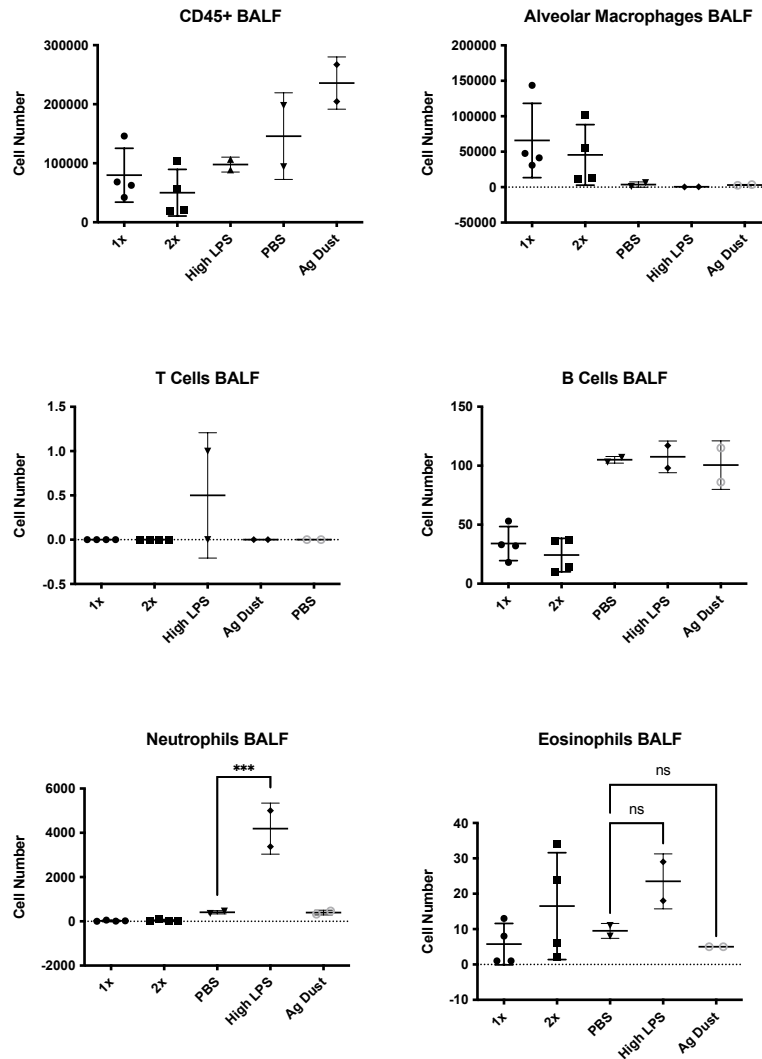 CD45+ BALF
Cell Number
300000
200000
100000
0
1x
2x
High LPS
PBS
Ag Dust
Alveolar Macrophages BALF
Cell Number
200000
150000
100000
50000
0
-50000
1x
2x
PBS
High LPS
Ag Dust
T Cells BALF
Cell Number
1.5
1.0
0.5
0.0
-0.5
1x
2x
High LPS
Ag Dust
PBS
B Cells BALF
Cell Number
150
100
50
0
1x
2x
PBS
High LPS
Ag Dust
Neutrophils BALF
Cell Number
6000
4000
2000
0
-2000
***
1x
2x
PBS
High LPS
Ag Dust
Eosinophils BALF
Cell Number
40
30
20
10
0
-10
ns
ns
1x
2x
PBS
High LPS
Ag Dust